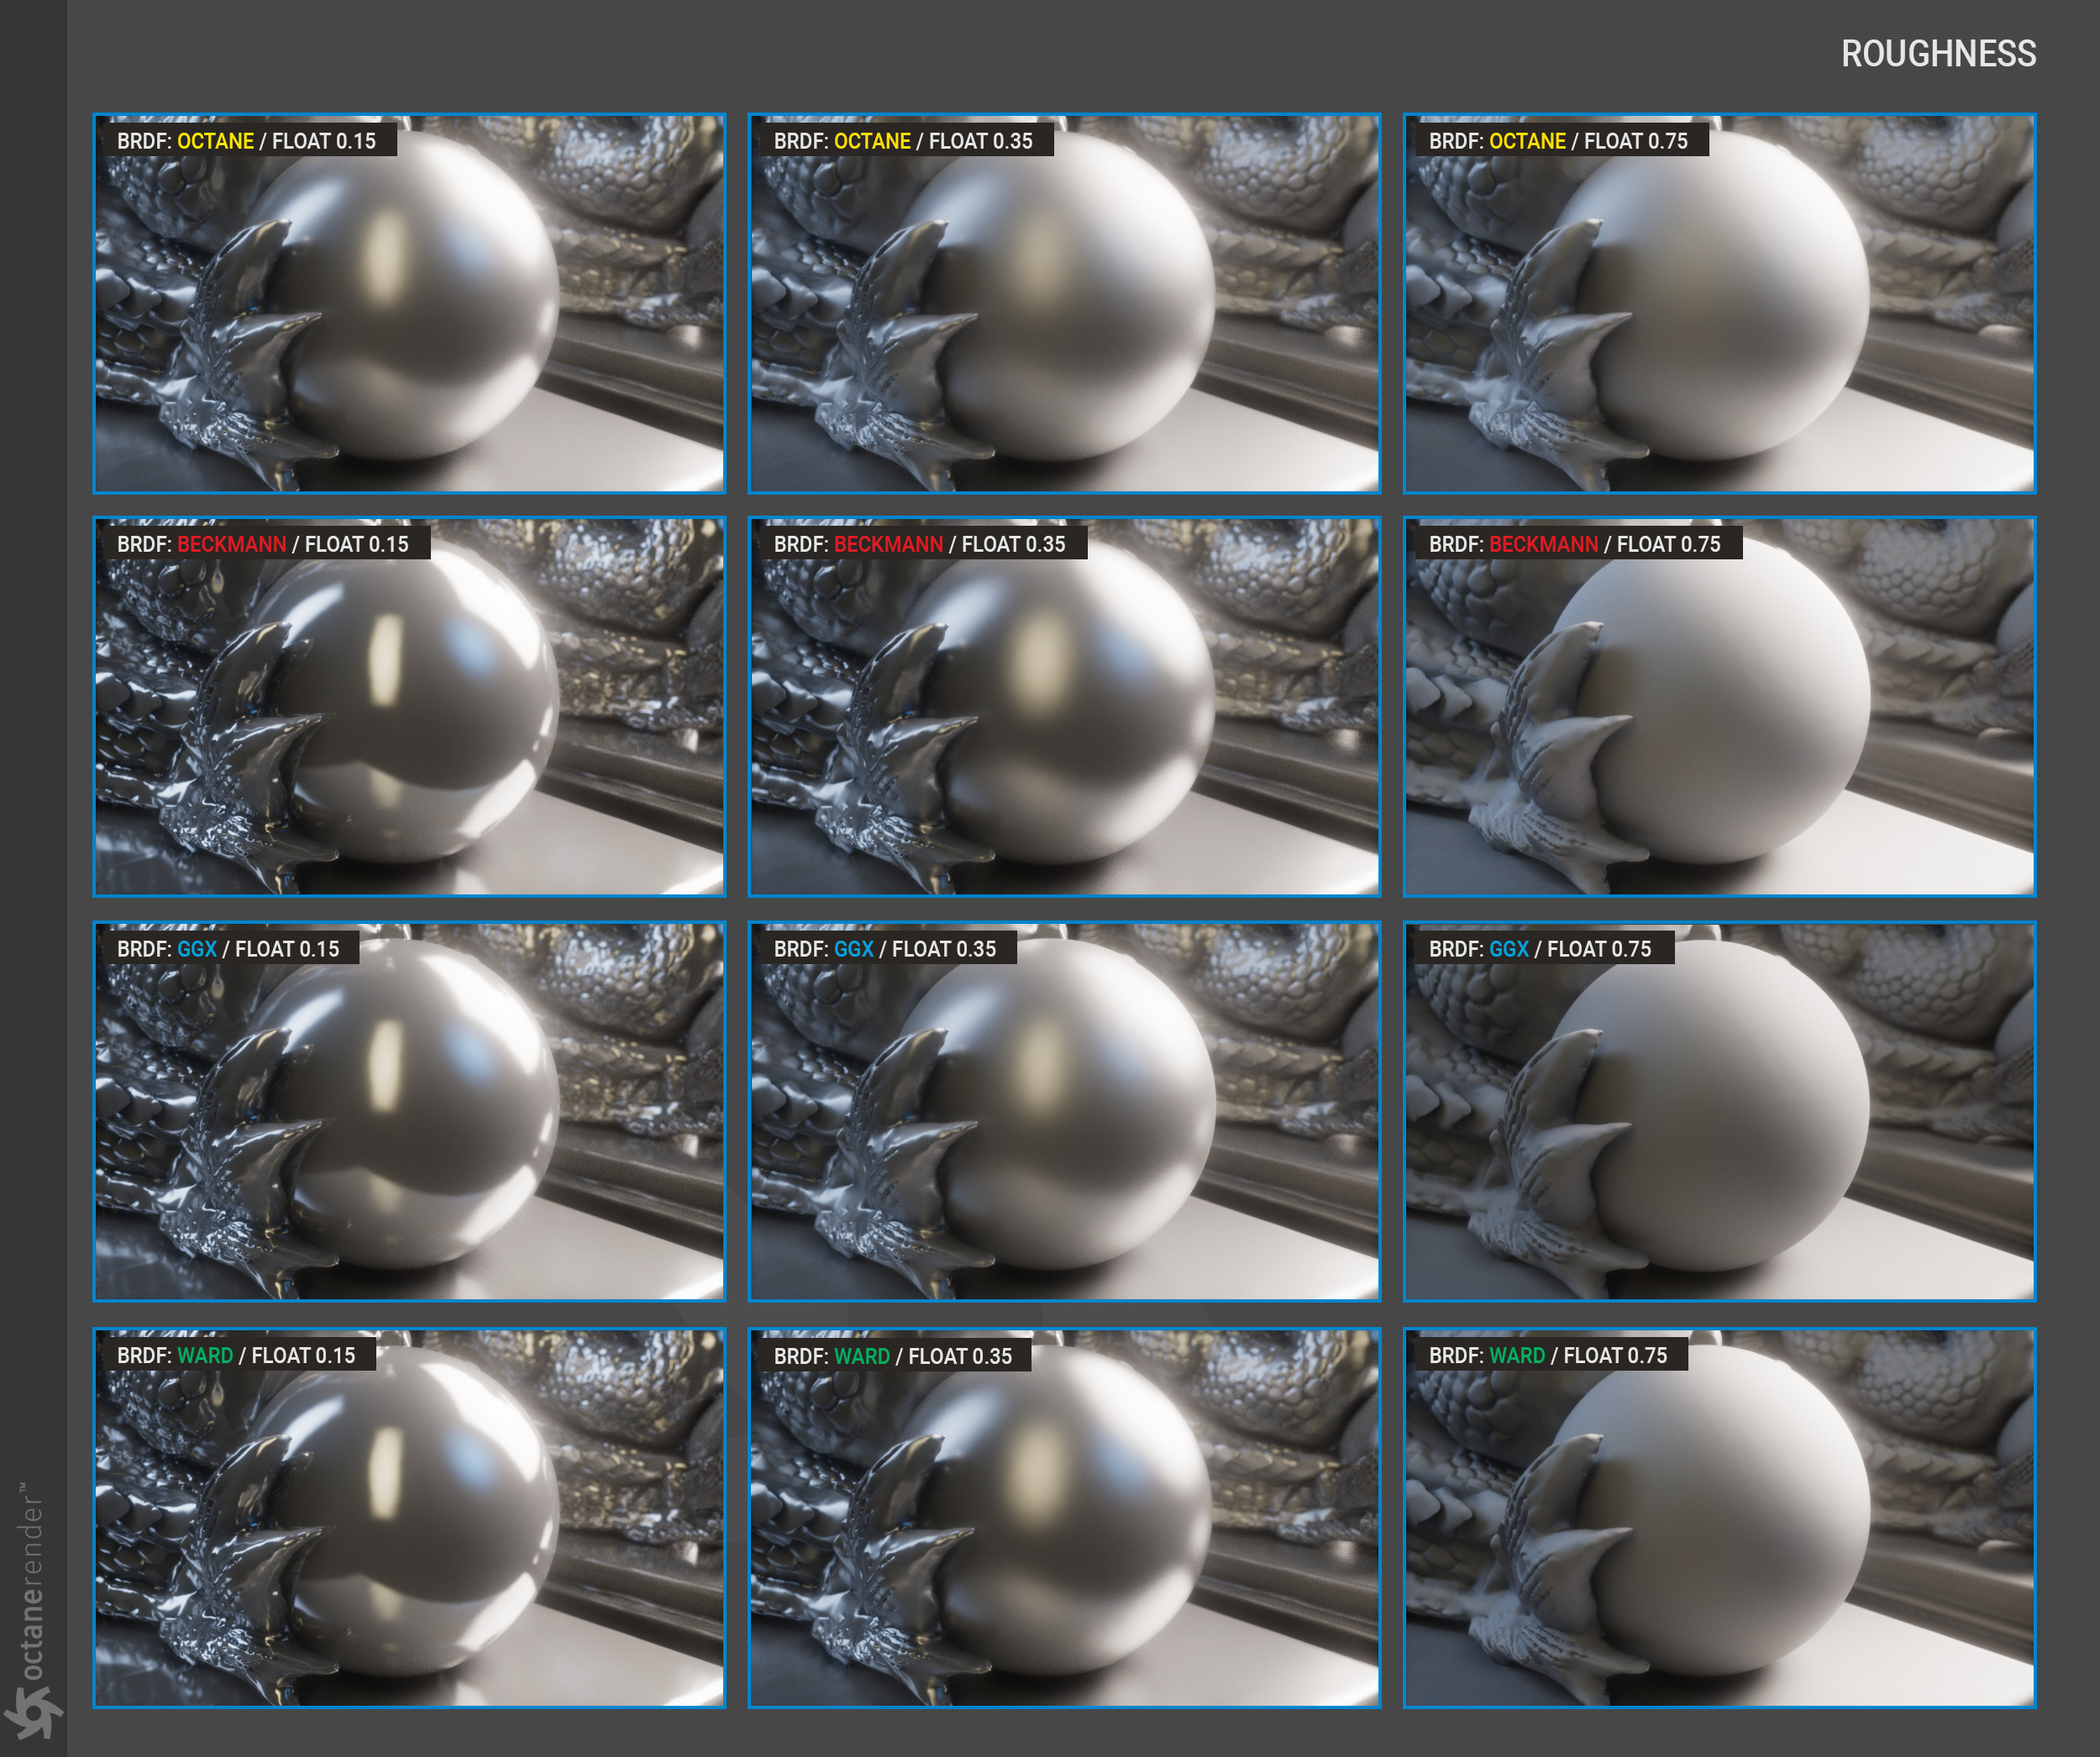 ROUGHNESS
BRDF: OCTANE / FLOAT 0.15
BRDF: OCTANE / FLOAT 0.35
BRDF: OCTANE / FLOAT 0.75
BRDF: BECKMANN / FLOAT 0.15
BRDF: BECKMANN / FLOAT 0.35
BRDF: BECKMANN / FLOAT 0.75
BRDF: GGX / FLOAT 0.15
BRDF: GGX / FLOAT 0.35
BRDF: GGX / FLOAT 0.75
BRDF: WARD / FLOAT 0.15
BRDF: WARD / FLOAT 0.35
BRDF: WARD / FLOAT 0.75
octanerender™